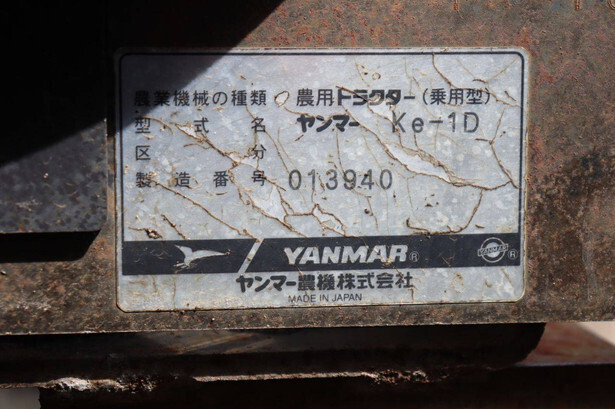 農業機械の種類 農用トラクター(乗用型)
型式名 ヤンマー Ke-1D
区分
製造番号 013940
YANMAR®
YANMAR ®
ヤンマー農機株式会社
MADE IN JAPAN